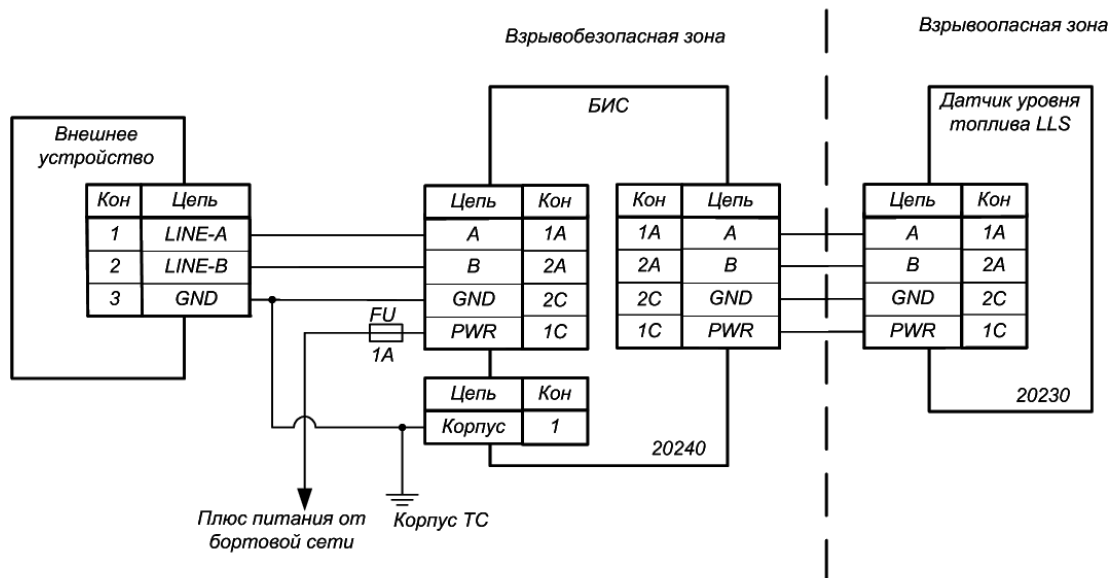 Взрывобезопасная зона
Взрывоопасная зона
Внешнее
устройство
Кон Цепь
1 LINE-A
2 LINE-B
3 GND
БИС
Цепь Кон
A 1A
B 2A
GND 2C
PWR 1C
FU
1A
Цепь Кон
Корпус 1
Кон Цепь
1A A
2A B
2C GND
1C PWR
20240
Датчик уровня
топлива LLS
Цепь Кон
A 1A
B 2A
GND 2C
PWR 1C
20230
Плюс питания от
бортовой сети
Корпус ТС